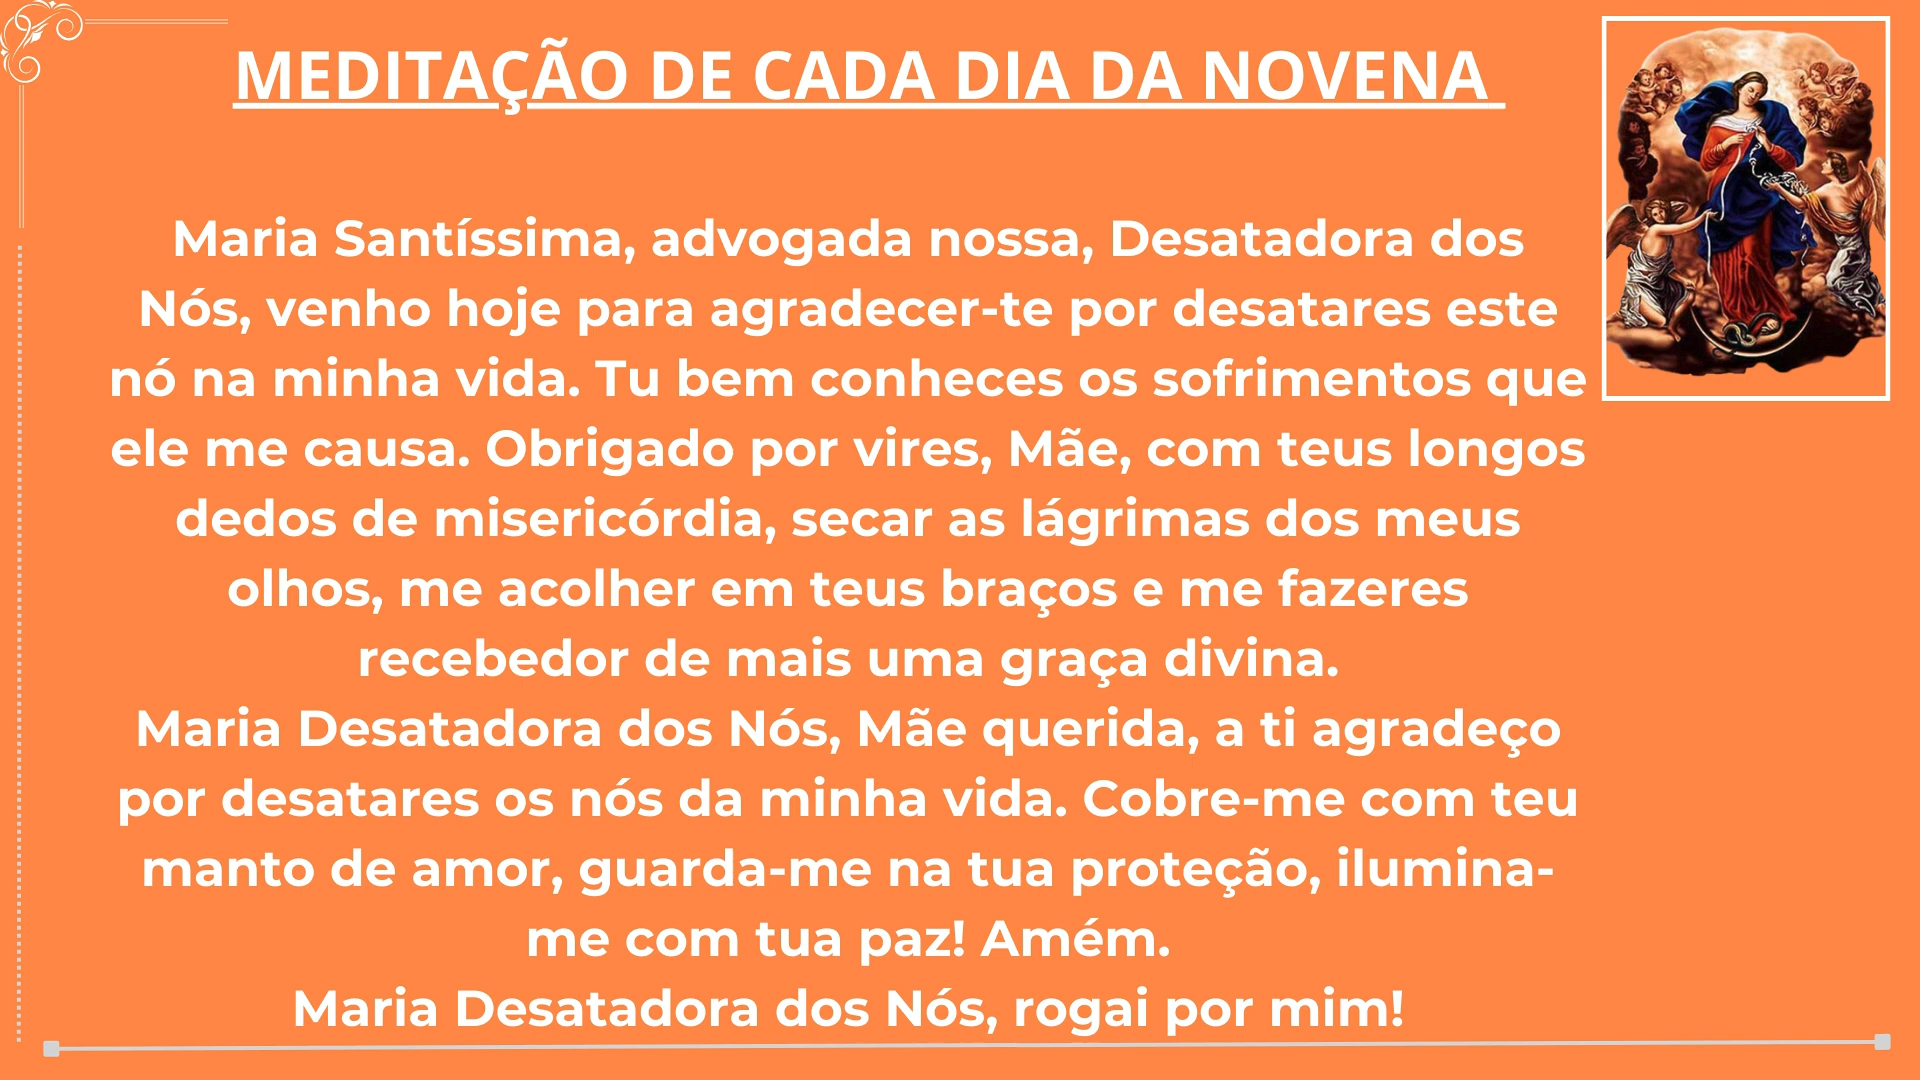 MEDITAÇÃO DE CADA DIA DA NOVENA
Maria Santíssima, advogada nossa, Desatadora dos
Nós, venho hoje para agradecer-te por desatares este
nó na minha vida. Tu bem conheces os sofrimentos que
ele me causa. Obrigado por vires, Mãe, com teus longos
dedos de misericórdia, secar as lágrimas dos meus
olhos, me acolher em teus braços e me fazeres
recebedor de mais uma graça divina.
Maria Desatadora dos Nós, Mãe querida, a ti agradeço
por desatares os nós da minha vida. Cobre-me com teu
manto de amor, guarda-me na tua proteção, ilumina-
me com tua paz! Amém.
Maria Desatadora dos Nós, rogai por mim!